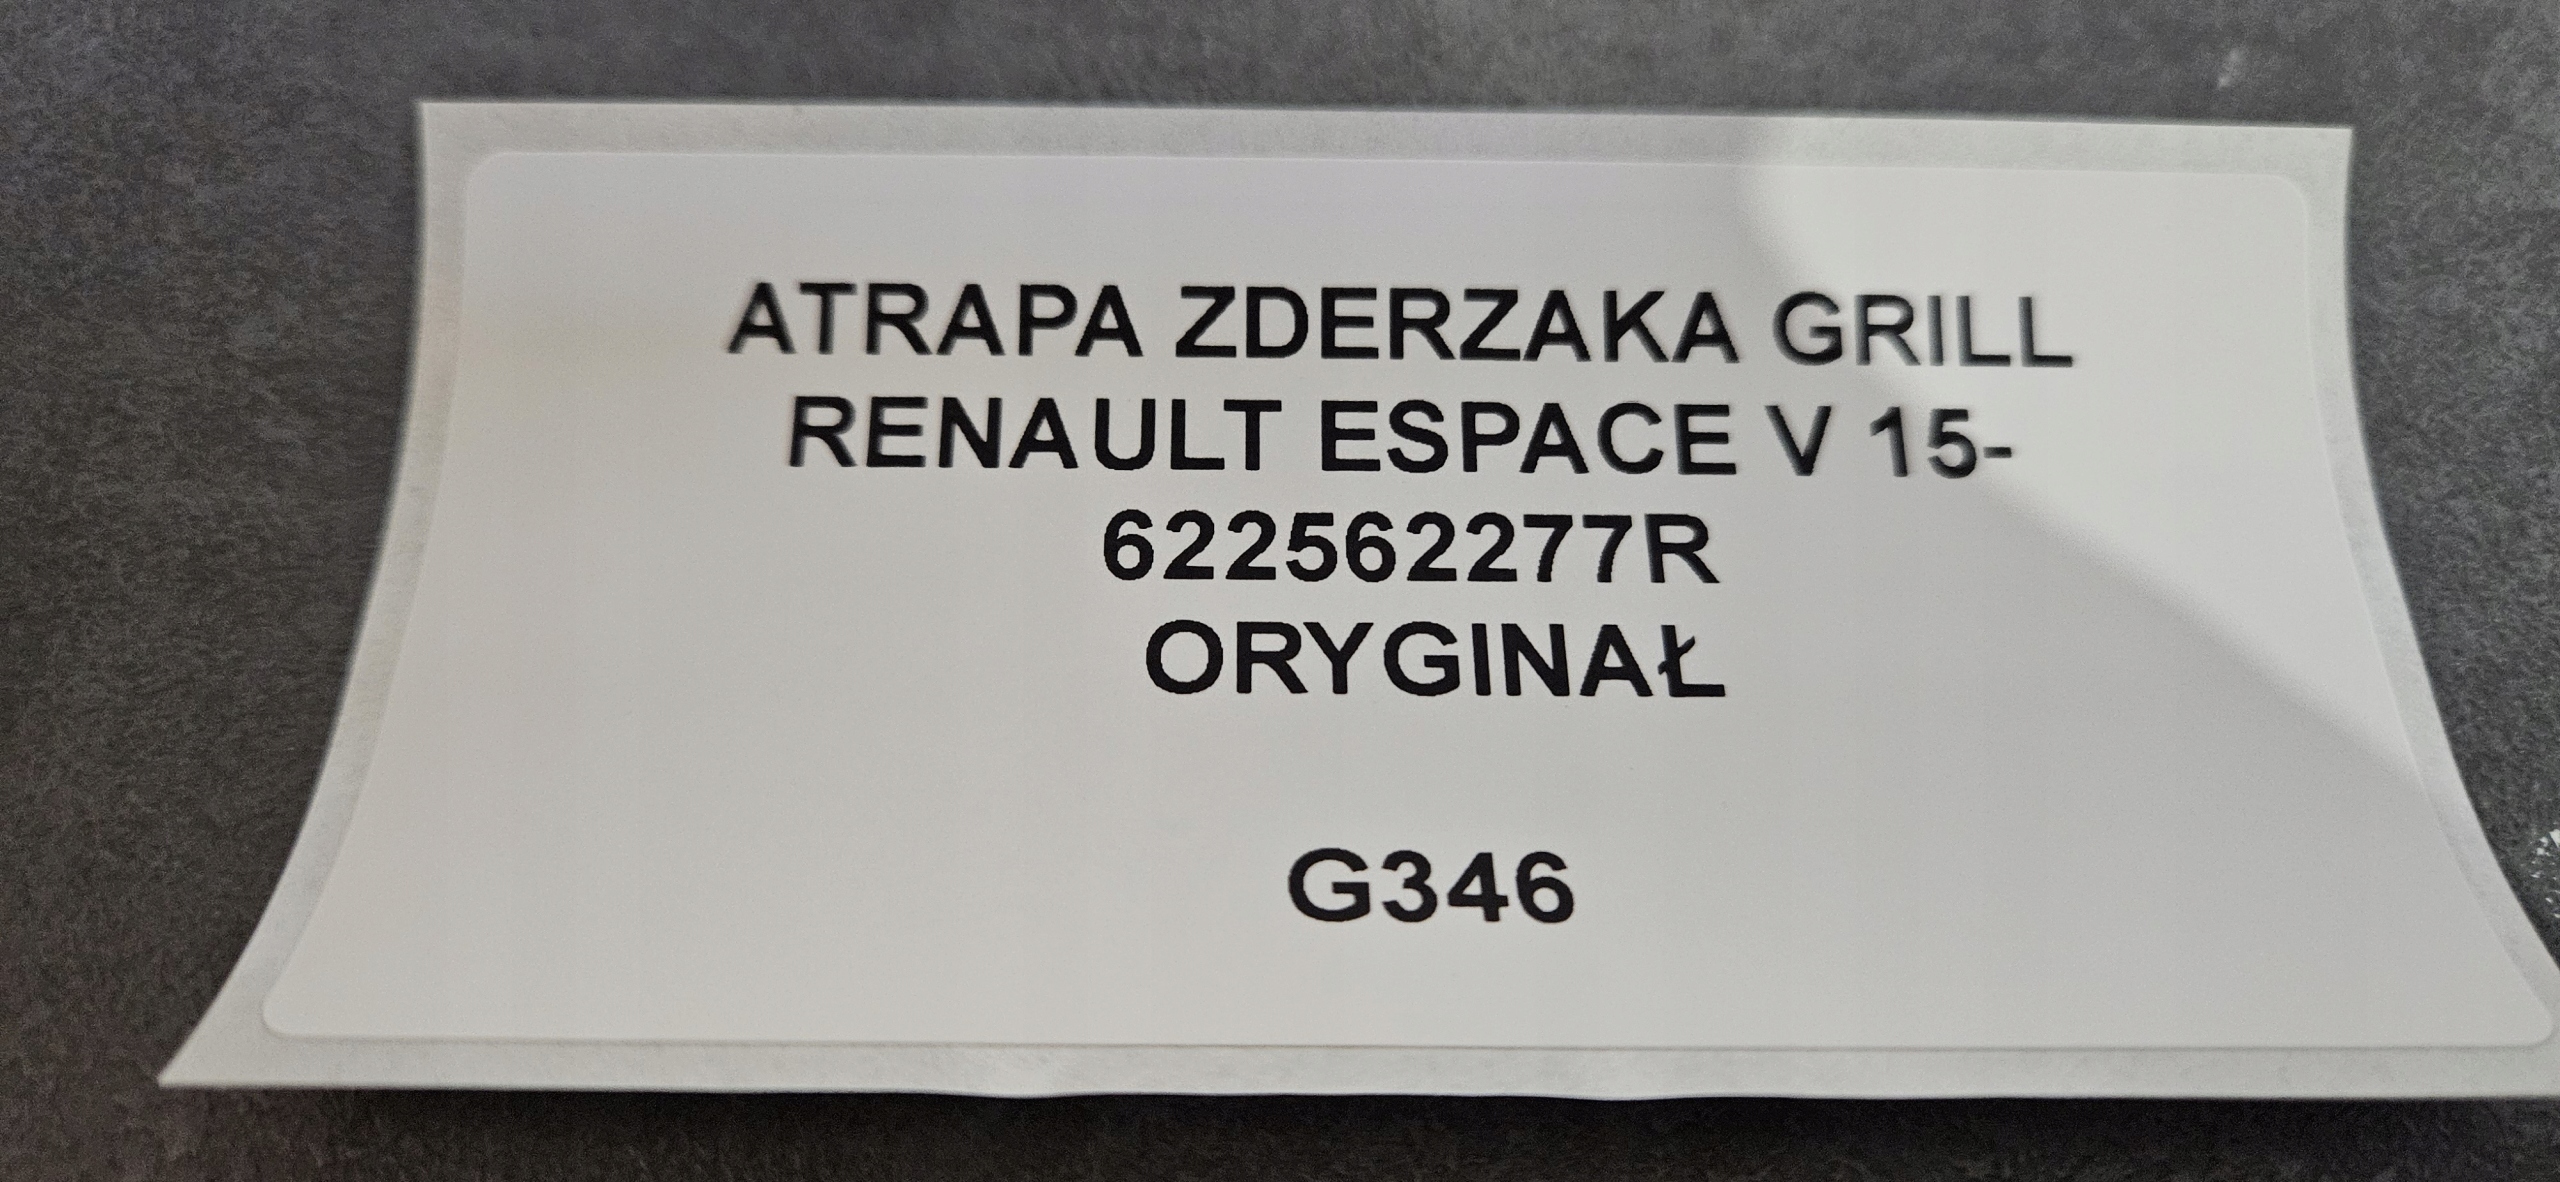 ATRAPA ZDERZAKA GRILL
RENAULT ESPACE V 15-
622562277R
ORYGINAŁ
G346